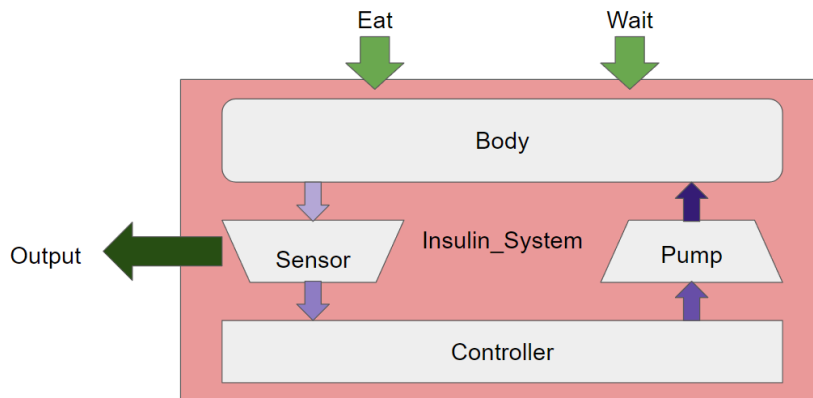 Eat
Wait
Body
Insulin_System
Sensor
Pump
Output
Controller